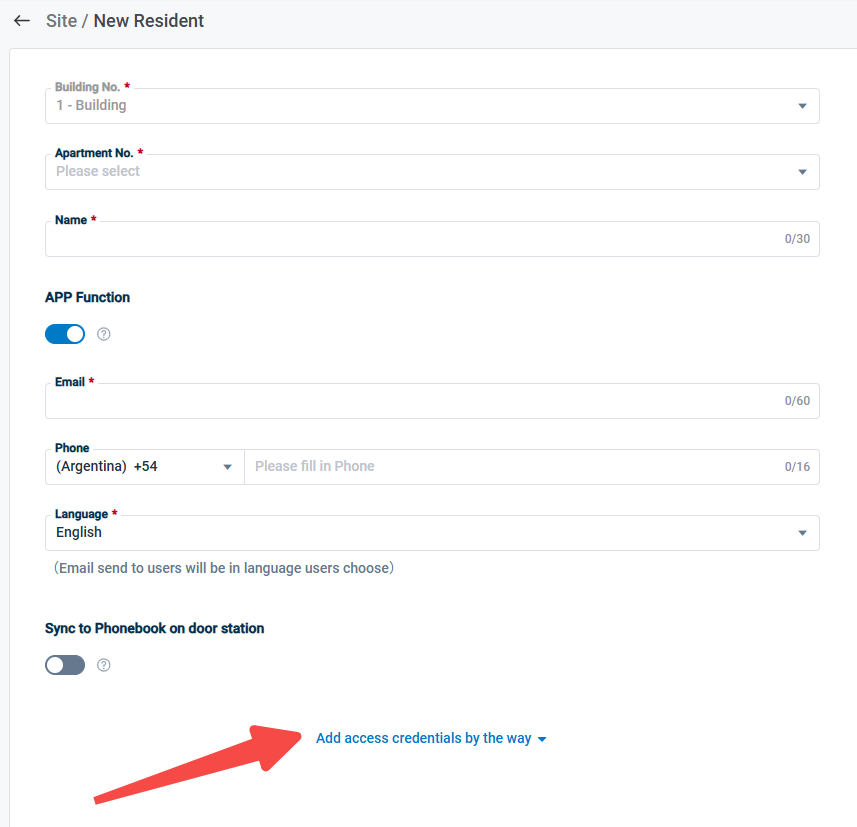 Site / New Resident
Building No. *
1 - Building
Apartment No. *
Please select
Name *
0/30
APP Function
Email *
0/60
Phone
(Argentina) +54 Please fill in Phone 0/16
Language *
English
(Email send to users will be in language users choose)
Sync to Phonebook on door station
Add access credentials by the way